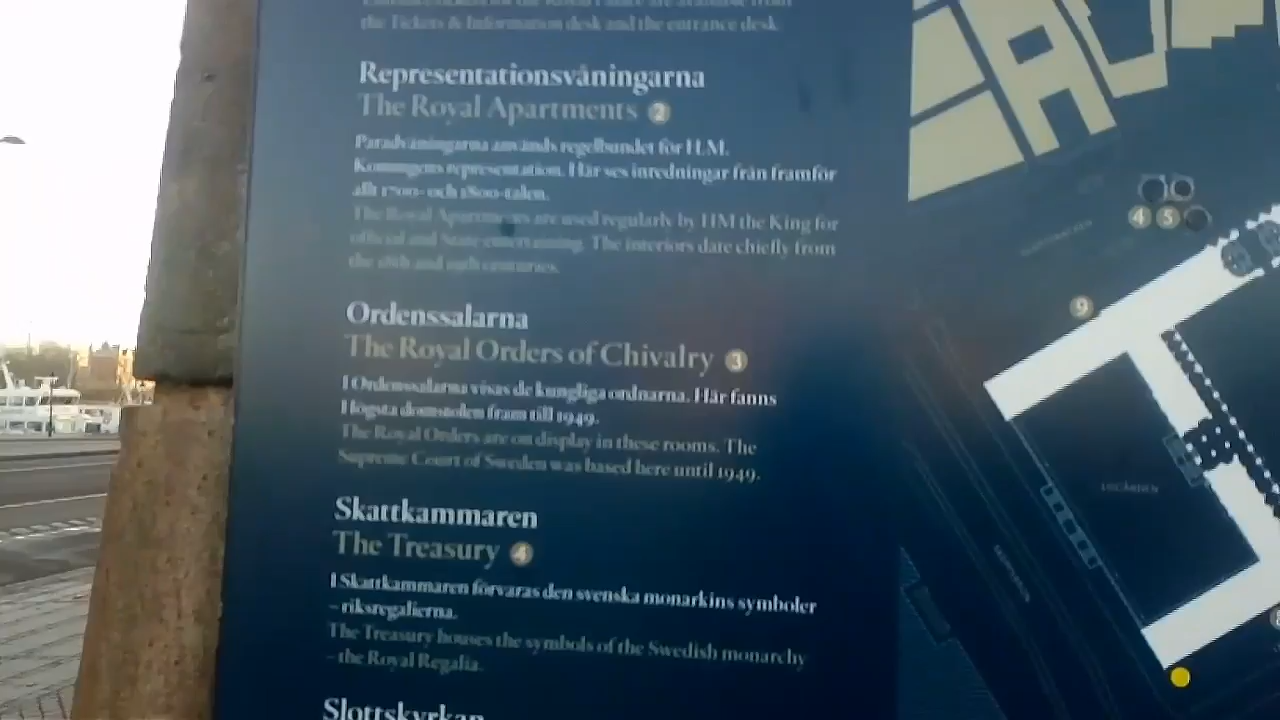 the Tickets & Information desk and the entrance desk.
Representationsvåningarna
The Royal Apartments 2
Paradvåningarna används regelbundet för H.M.
Konungens representation. Här ses inredningar från framför
allt 1700- och 1800-talen.
The Royal Apartments are used regularly by HM the King for
official and State entertaining. The interiors date chiefly from
the 18th and 19th centuries.
Ordenssalarna
The Royal Orders of Chivalry 3
I Ordenssalarna visas de kungliga ordnarna. Här fanns
Högsta domstolen fram till 1949.
The Royal Orders are on display in these rooms. The
Supreme Court of Sweden was based here until 1949.
Skattkammaren
The Treasury 4
I Skattkammaren förvaras den svenska monarkins symboler
– riksregalierna.
The Treasury houses the symbols of the Swedish monarchy
– the Royal Regalia.
Slottskyrkan
4 5
9
LOGÅRDEN